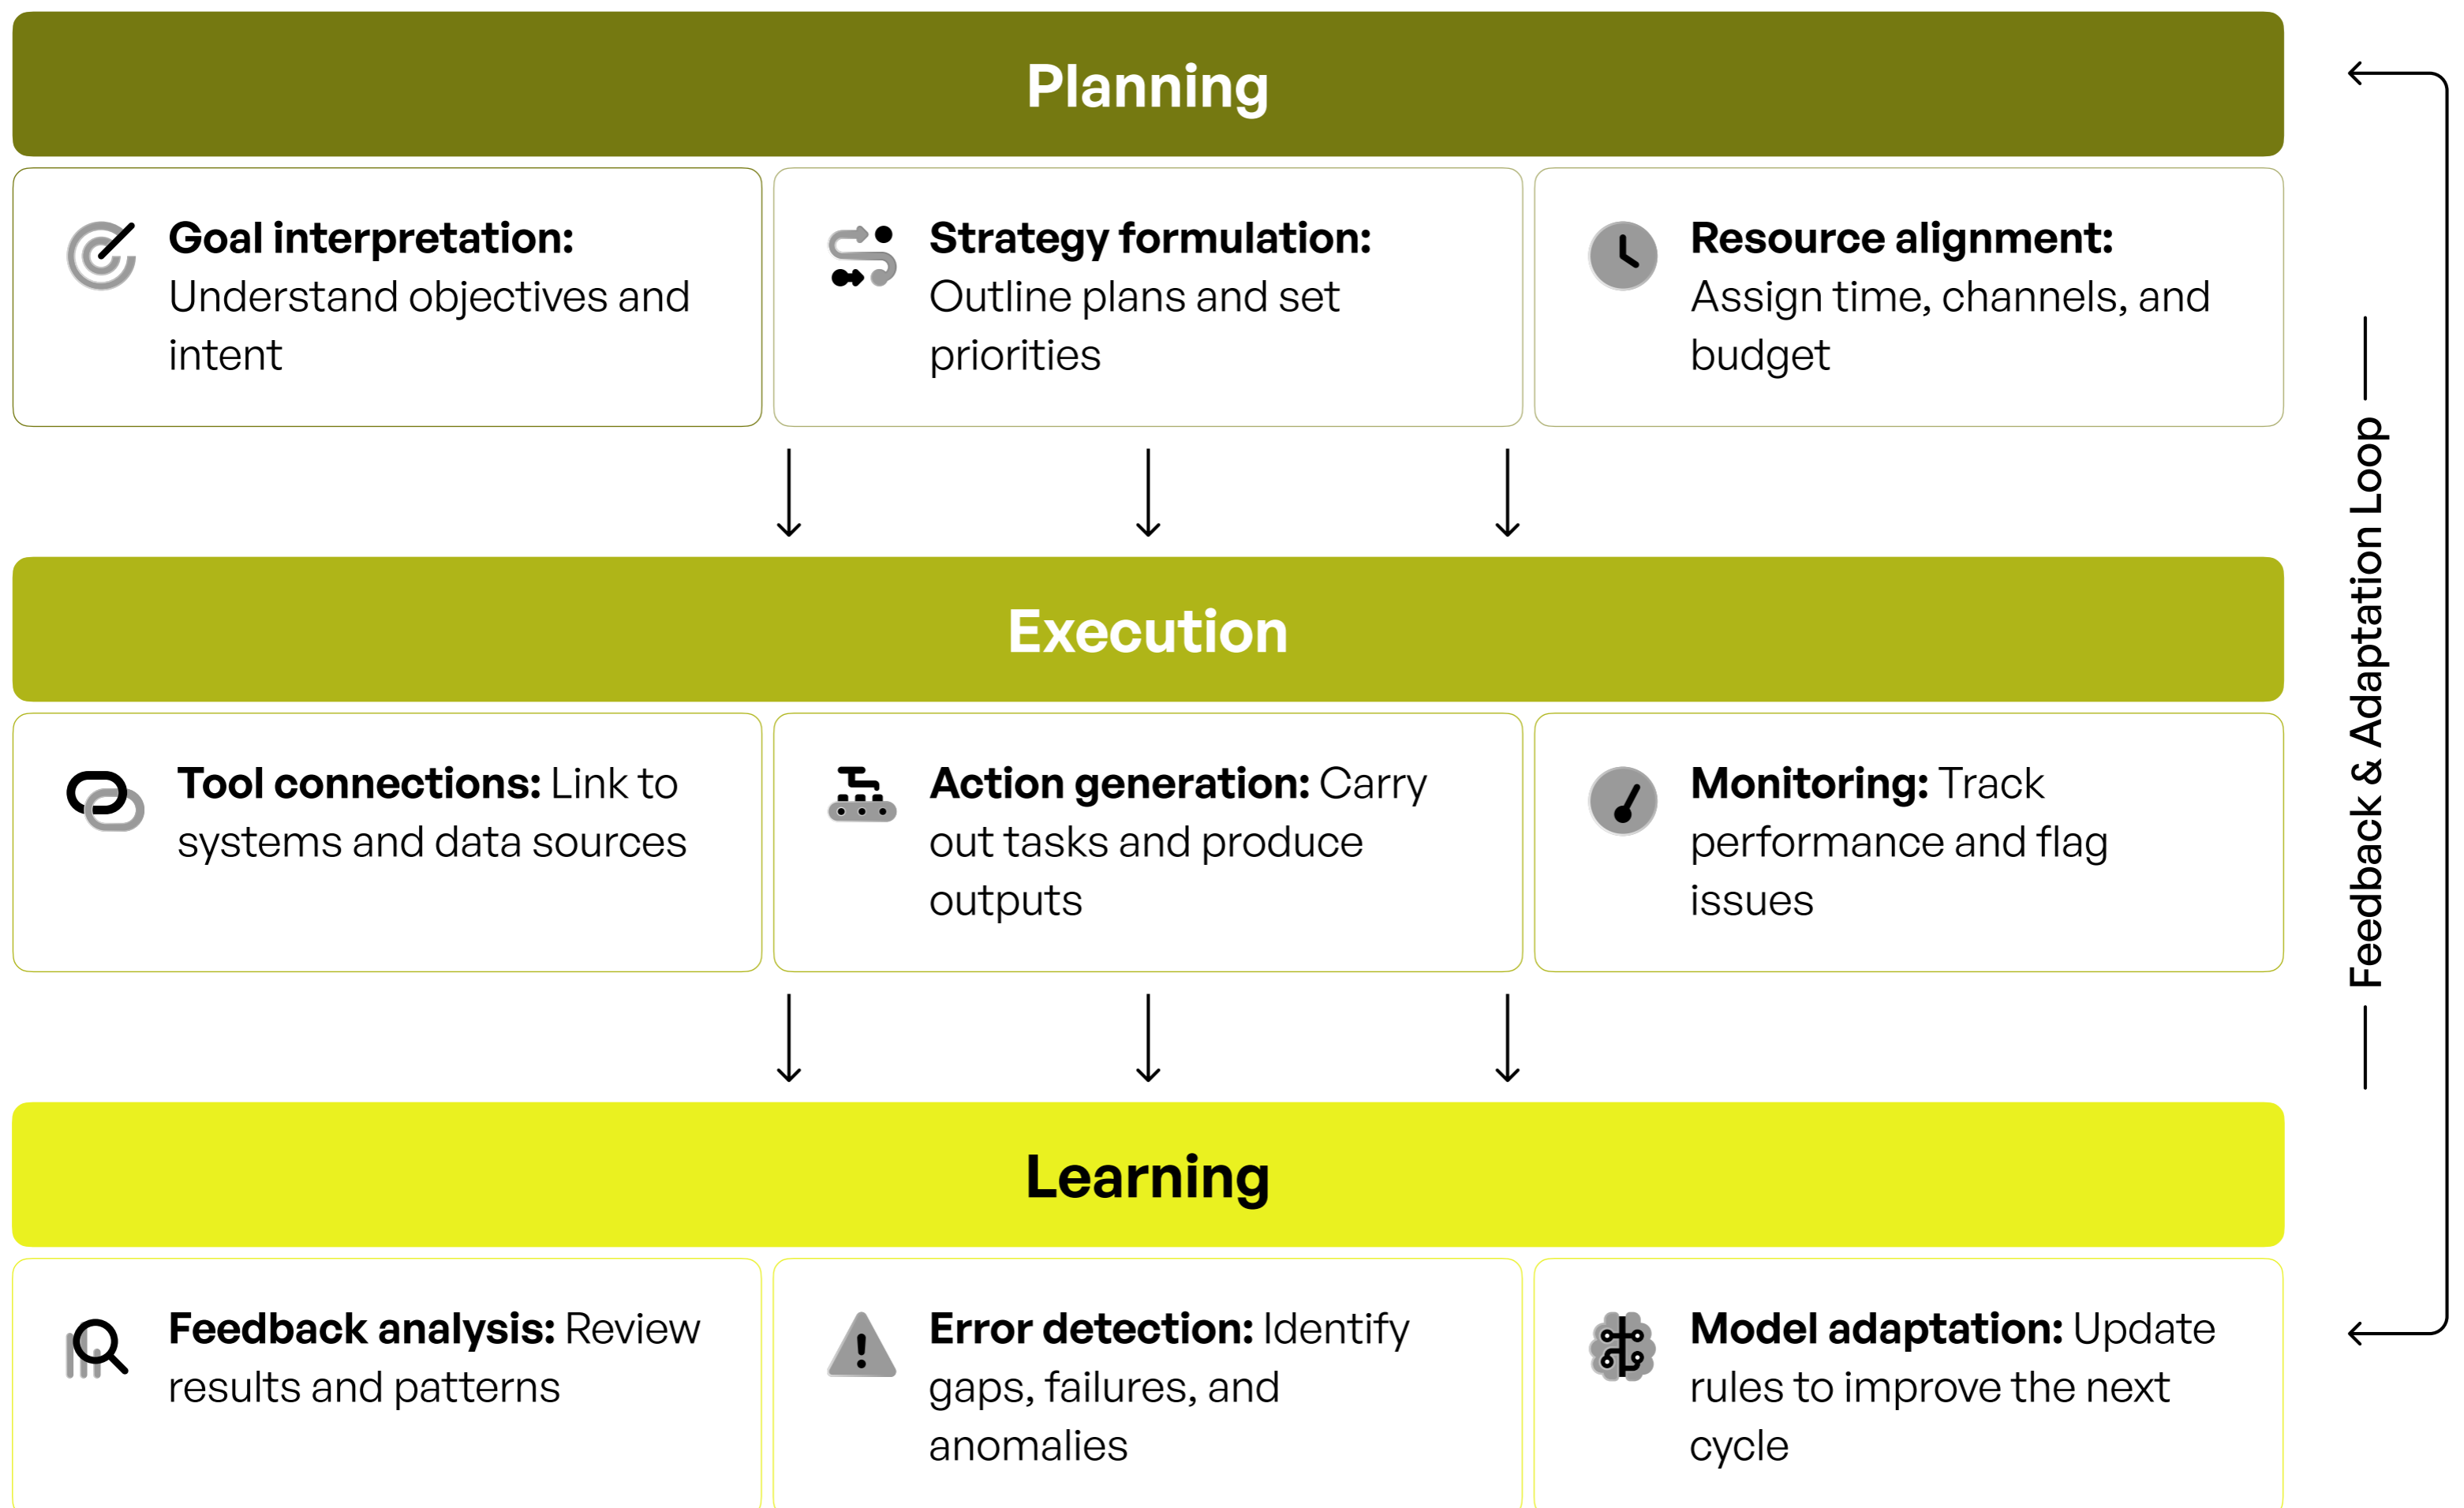 Planning
Goal interpretation:
Understand objectives and
intent
Strategy formulation:
Outline plans and set
priorities
Resource alignment:
Assign time, channels, and
budget
Execution
Tool connections: Link to
systems and data sources
Action generation: Carry
out tasks and produce
outputs
Monitoring: Track
performance and flag
issues
Learning
Feedback analysis: Review
results and patterns
Error detection: Identify
gaps, failures, and
anomalies
Model adaptation: Update
rules to improve the next
cycle
Feedback & Adaptation Loop